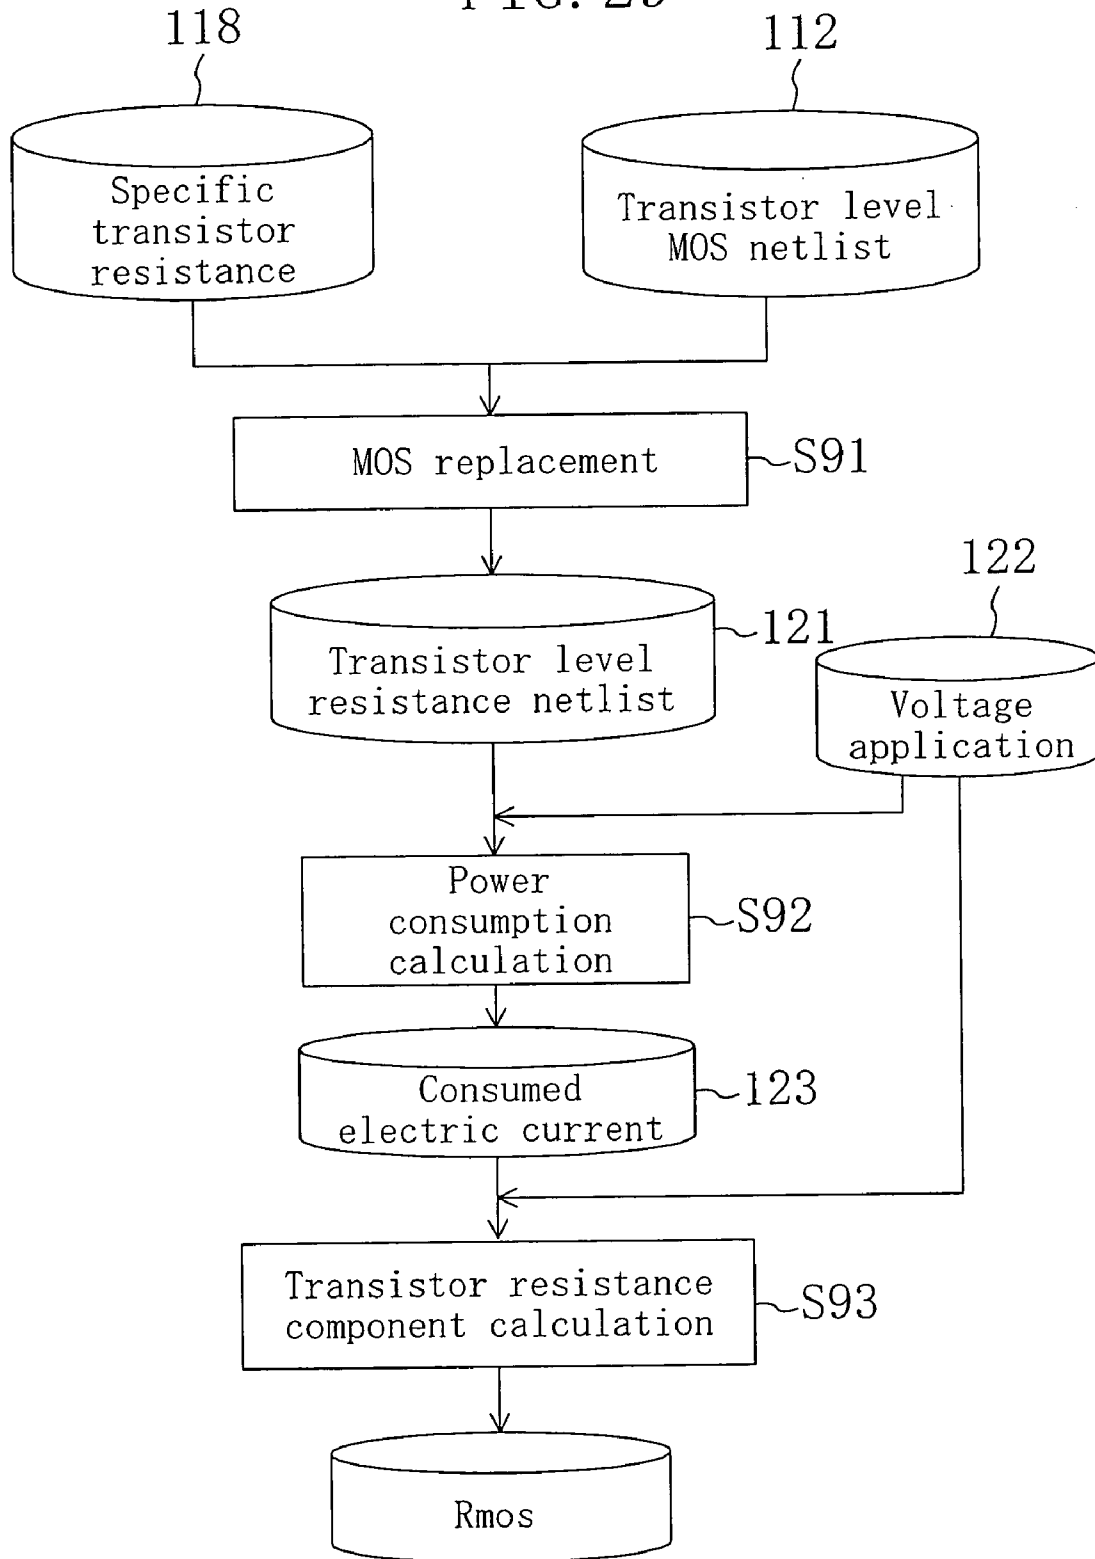 118
112
Specific
transistor
resistance
Transistor level
MOS netlist
MOS replacement
S91
122
121
Transistor level
resistance netlist
Voltage
application
Power
consumption
calculation
S92
Consumed
electric current
123
Transistor resistance
component calculation
S93
Rmos